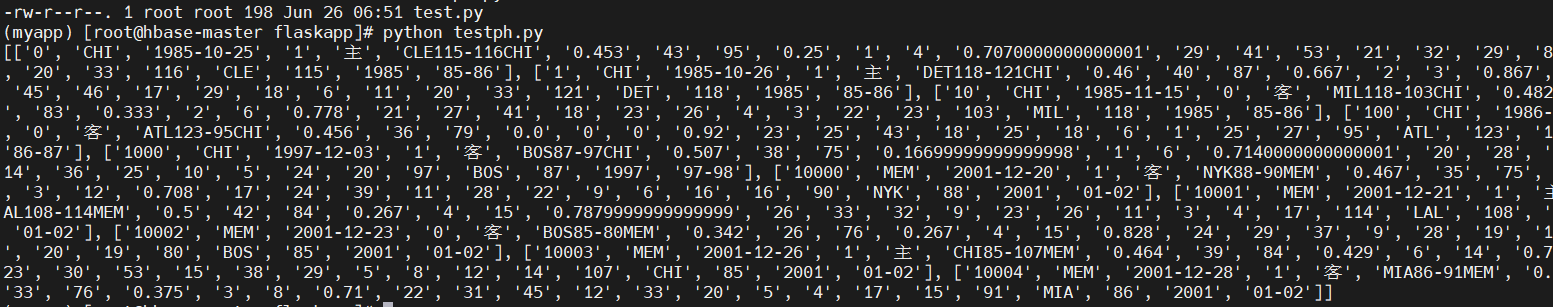 -rw-r--r--. 1 root root 198 Jun 26 06:51 test.py
(myapp) [root@hbase-master flaskapp]# python testph.py
[['0', 'CHI', '1985-10-25', '1', '主', 'CLE115-116CHI', '0.453', '43', '95', '0.25', '1', '4', '0.7070000000000001', '29', '41', '53', '21', '32', '29', '8
, '20', '33', '116', 'CLE', '115', '1985', '85-86'], ['1', 'CHI', '1985-10-26', '1', '主', 'DET118-121CHI', '0.46', '40', '87', '0.667', '2', '3', '0.867',
'45', '46', '17', '29', '18', '6', '11', '20', '33', '121', 'DET', '118', '1985', '85-86'], ['10', 'CHI', '1985-11-15', '0', '客', 'MIL118-103CHI', '0.482
, '83', '0.333', '2', '6', '0.778', '21', '27', '41', '18', '23', '26', '4', '3', '22', '23', '103', 'MIL', '118', '1985', '85-86'], ['100', 'CHI', '1986-
, '0', '客', 'ATL123-95CHI', '0.456', '36', '79', '0.0', '0', '0', '0.92', '23', '25', '43', '18', '25', '18', '6', '1', '25', '27', '95', 'ATL', '123', '1
'86-87'], ['1000', 'CHI', '1997-12-03', '1', '客', 'BOS87-97CHI', '0.507', '38', '75', '0.16699999999999998', '1', '6', '0.7140000000000001', '20', '28',
14', '36', '25', '10', '5', '24', '20', '97', 'BOS', '87', '1997', '97-98'], ['10000', 'MEM', '2001-12-20', '1', '客', 'NYK88-90MEM', '0.467', '35', '75',
, '3', '12', '0.708', '17', '24', '39', '11', '28', '22', '9', '6', '16', '16', '90', 'NYK', '88', '2001', '01-02'], ['10001', 'MEM', '2001-12-21', '1', '主
AL108-114MEM', '0.5', '42', '84', '0.267', '4', '15', '0.7879999999999999', '26', '33', '32', '9', '23', '26', '11', '3', '4', '17', '114', 'LAL', '108',
'01-02'], ['10002', 'MEM', '2001-12-23', '0', '客', 'BOS85-80MEM', '0.342', '26', '76', '0.267', '4', '15', '0.828', '24', '29', '37', '9', '28', '19', '1
, '20', '19', '80', 'BOS', '85', '2001', '01-02'], ['10003', 'MEM', '2001-12-26', '1', '主', 'CHI85-107MEM', '0.464', '39', '84', '0.429', '6', '14', '0.7
23', '30', '53', '15', '38', '29', '5', '8', '12', '14', '107', 'CHI', '85', '2001', '01-02'], ['10004', 'MEM', '2001-12-28', '1', '客', 'MIA86-91MEM', '0.
'33', '76', '0.375', '3', '8', '0.71', '22', '31', '45', '12', '33', '20', '5', '4', '17', '15', '91', 'MIA', '86', '2001', '01-02']]